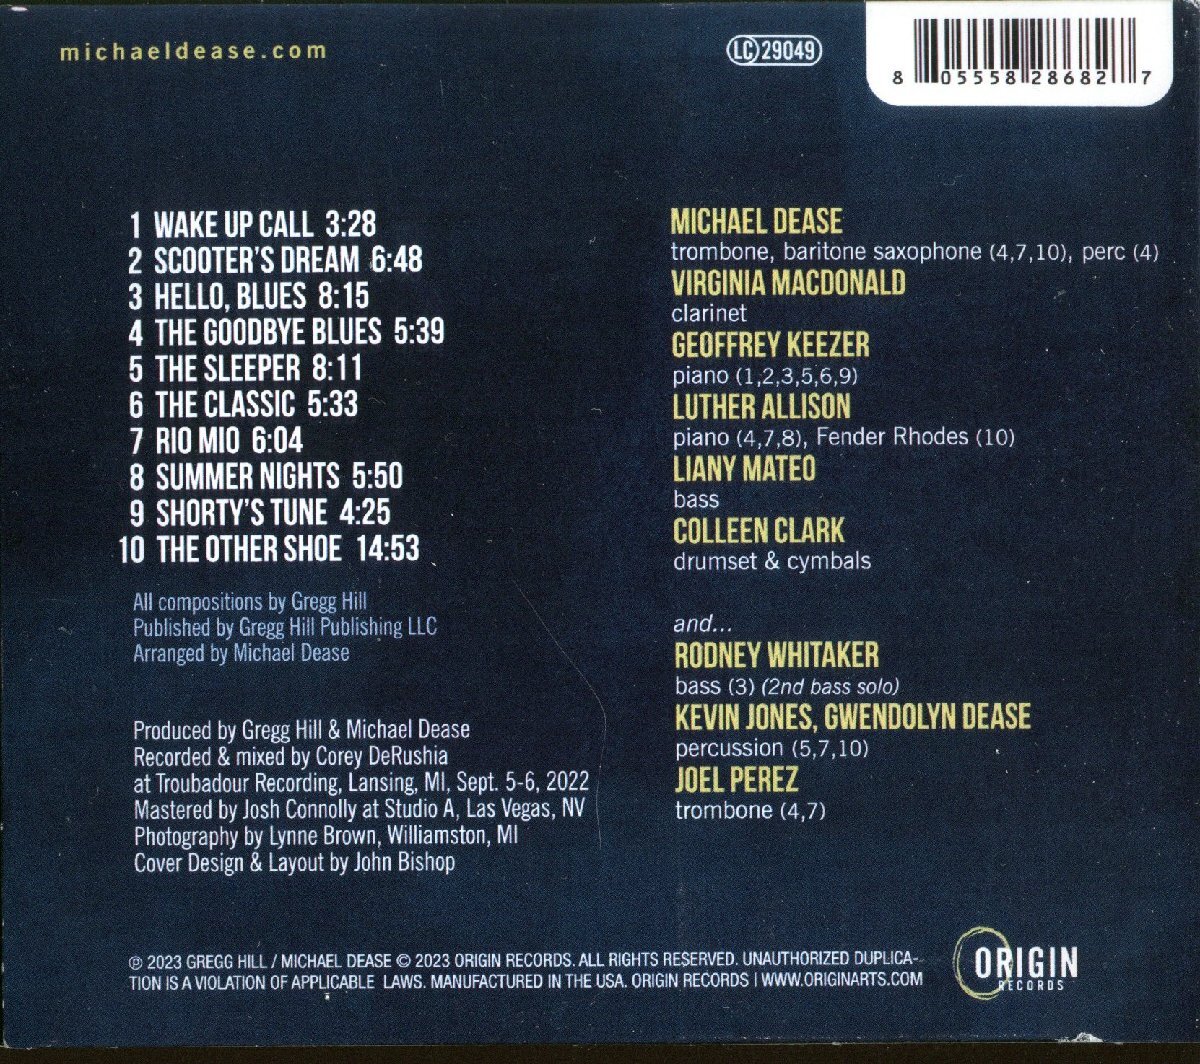 michaeldease.com
LC 29049
8 05558 28682 7
1 WAKE UP CALL 3:28
2 SCOOTER'S DREAM 6:48
3 HELLO, BLUES 8:15
4 THE GOODBYE BLUES 5:39
5 THE SLEEPER 8:11
6 THE CLASSIC 5:33
7 RIO MIO 6:04
8 SUMMER NIGHTS 5:50
9 SHORTY'S TUNE 4:25
10 THE OTHER SHOE 14:53
All compositions by Gregg Hill
Published by Gregg Hill Publishing LLC
Arranged by Michael Dease
Produced by Gregg Hill & Michael Dease
Recorded & mixed by Corey DeRushia
at Troubadour Recording, Lansing, MI, Sept. 5-6, 2022
Mastered by Josh Connolly at Studio A, Las Vegas, NV
Photography by Lynne Brown, Williamston, MI
Cover Design & Layout by John Bishop
MICHAEL DEASE
trombone, baritone saxophone (4,7,10), perc (4)
VIRGINIA MACDONALD
clarinet
GEOFFREY KEEZER
piano (1,2,3,5,6,9)
LUTHER ALLISON
piano (4,7,8), Fender Rhodes (10)
LIANY MATEO
bass
COLLEEN CLARK
drumset & cymbals
and...
RODNEY WHITAKER
bass (3) (2nd bass solo)
KEVIN JONES, GWENDOLYN DEASE
percussion (5,7,10)
JOEL PEREZ
trombone (4,7)
℗ 2023 GREGG HILL / MICHAEL DEASE © 2023 ORIGIN RECORDS. ALL RIGHTS RESERVED. UNAUTHORIZED DUPLICA-
TION IS A VIOLATION OF APPLICABLE LAWS. MANUFACTURED IN THE USA. ORIGIN RECORDS | WWW.ORIGINARTS.COM
ORIGIN
RECORDS